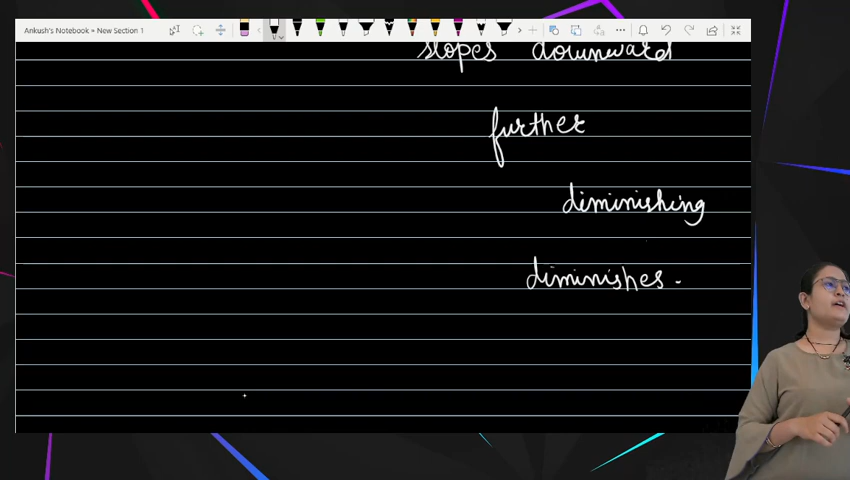 Ankush's Notebook » New Section 1
slopes downward
further
diminishing
diminishes.